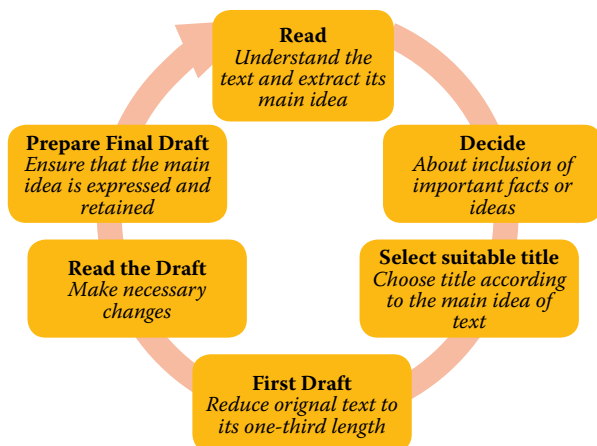 Read
Understand the
text and extract its
main idea
Decide
About inclusion of
important facts or
ideas
Select suitable title
Choose title according
to the main idea of
text
First Draft
Reduce orignal text to
its one-third length
Read the Draft
Make necessary
changes
Prepare Final Draft
Ensure that the main
idea is expressed and
retained